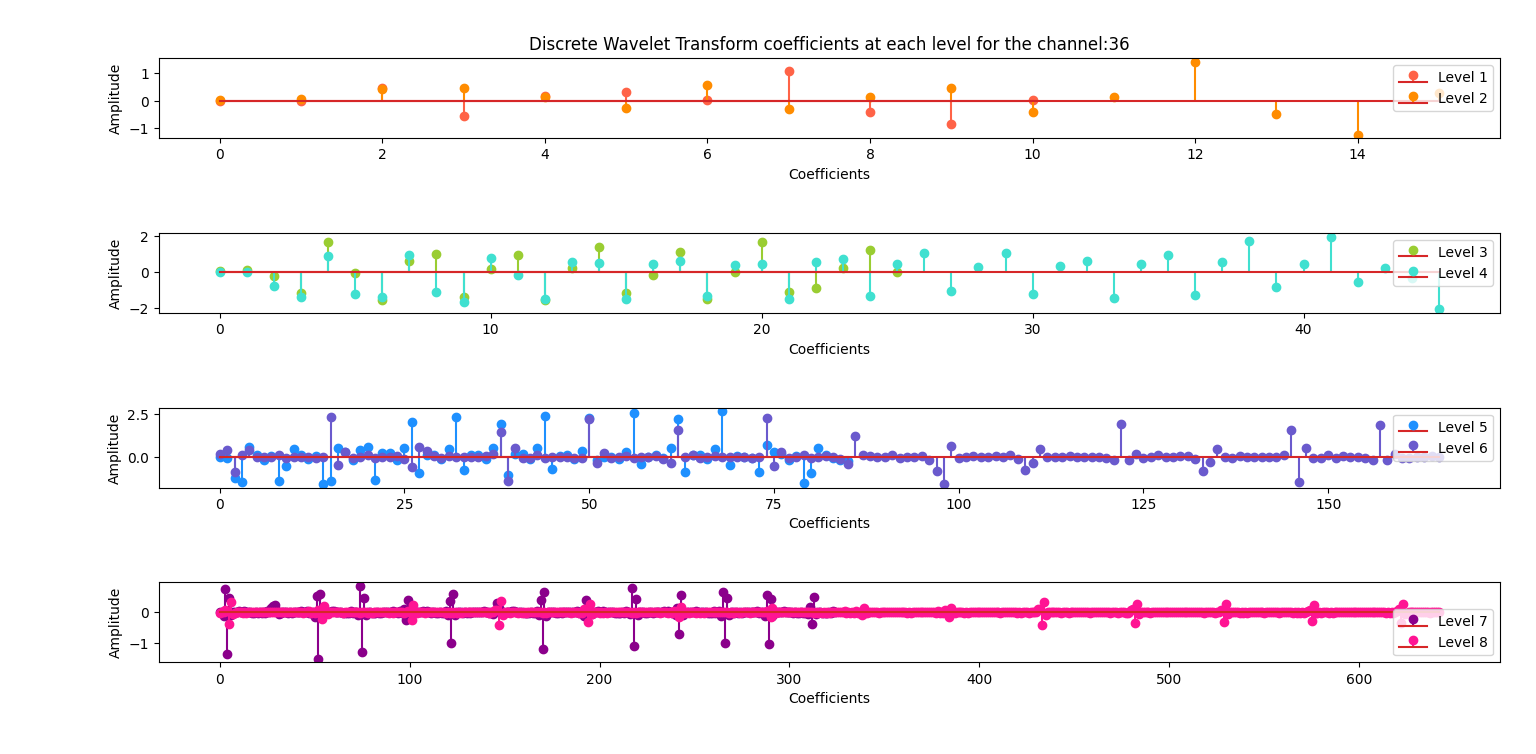 Discrete Wavelet Transform coefficients at each level for the channel:36
Amplitude
1
0
−1
Level 1
Level 2
0 2 4 6 8 10 12 14
Coefficients
Amplitude
2
0
−2
Level 3
Level 4
0 10 20 30 40
Coefficients
Amplitude
2.5
0.0
Level 5
Level 6
0 25 50 75 100 125 150
Coefficients
Amplitude
0
−1
Level 7
Level 8
0 100 200 300 400 500 600
Coefficients